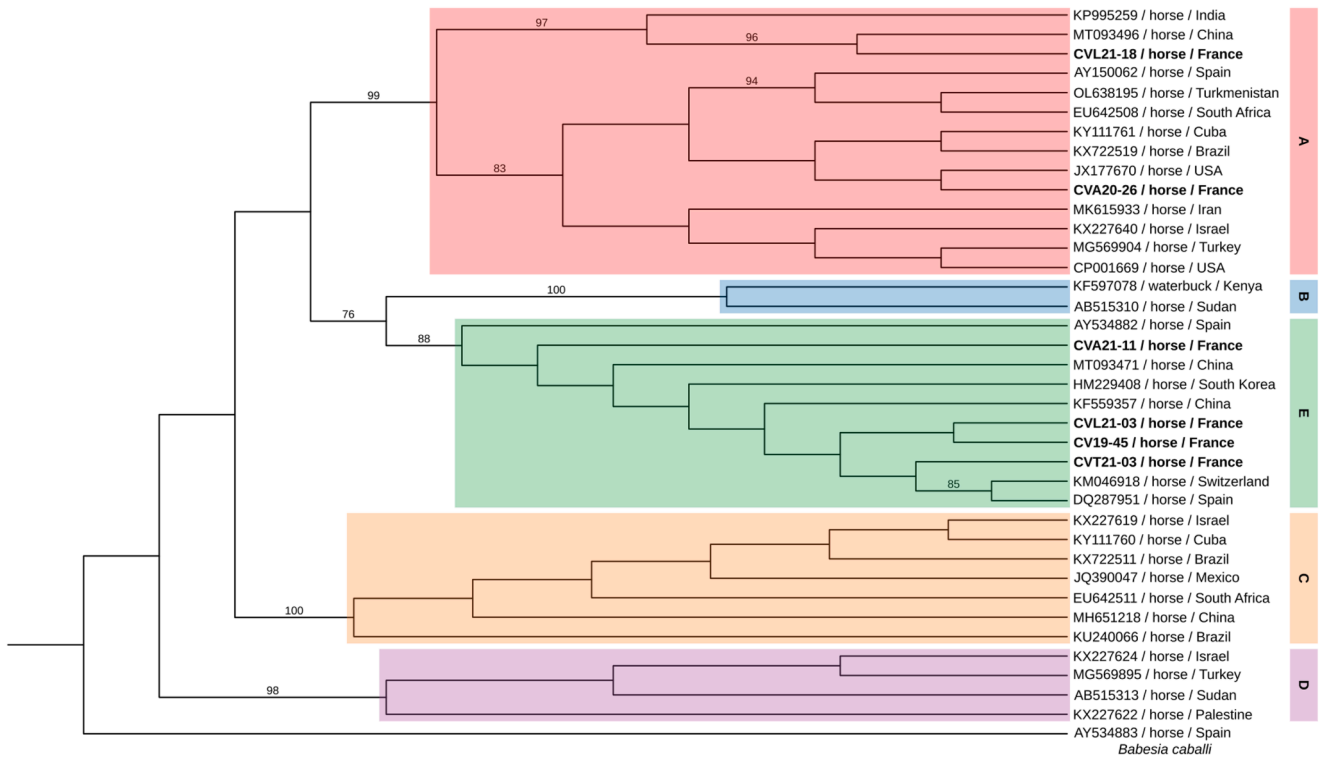 KP995259 / horse / India
97
MT093496 / horse / China
96
CVL21-18 / horse / France
AY150062 / horse / Spain
94
OL638195 / horse / Turkmenistan
99
EU642508 / horse / South Africa
KY111761 / horse / Cuba
A
KX722519 / horse / Brazil
83
JX177670 / horse / USA
CVA20-26 / horse / France
MK615933 / horse / Iran
KX227640 / horse / Israel
MG569904 / horse / Turkey
CP001669 / horse / USA
KF597078 / waterbuck / Kenya
100
B
AB515310 / horse / Sudan
76
AY534882 / horse / Spain
88
CVA21-11 / horse / France
MT093471 / horse / China
HM229408 / horse / South Korea
KF559357 / horse / China
E
CVL21-03 / horse / France
CV19-45 / horse / France
CVT21-03 / horse / France
85
KM046918 / horse / Switzerland
DQ287951 / horse / Spain
KX227619 / horse / Israel
KY111760 / horse / Cuba
KX722511 / horse / Brazil
JQ390047 / horse / Mexico
C
EU642511 / horse / South Africa
100
MH651218 / horse / China
KU240066 / horse / Brazil
KX227624 / horse / Israel
MG569895 / horse / Turkey
D
98
AB515313 / horse / Sudan
KX227622 / horse / Palestine
AY534883 / horse / Spain
Babesia caballi